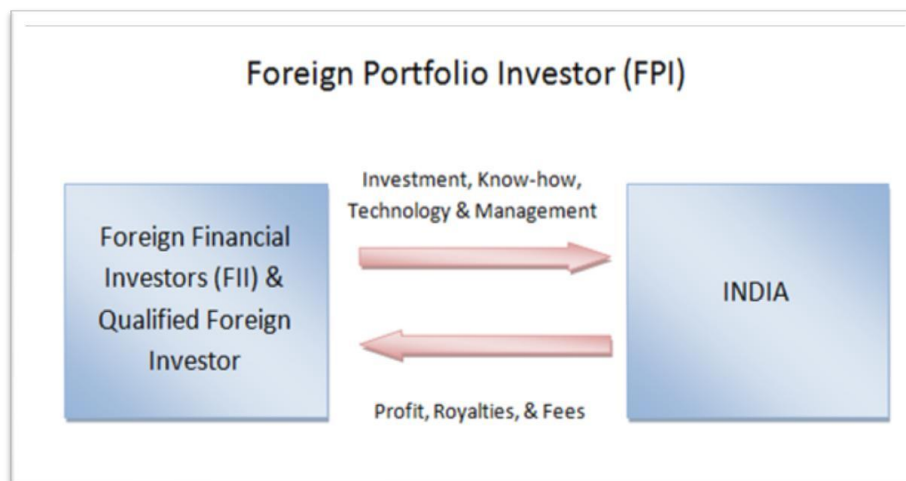 Foreign Portfolio Investor (FPI)
Investment, Know-how,
Technology & Management
Foreign Financial
Investors (FII) &
Qualified Foreign
Investor
INDIA
Profit, Royalties, & Fees